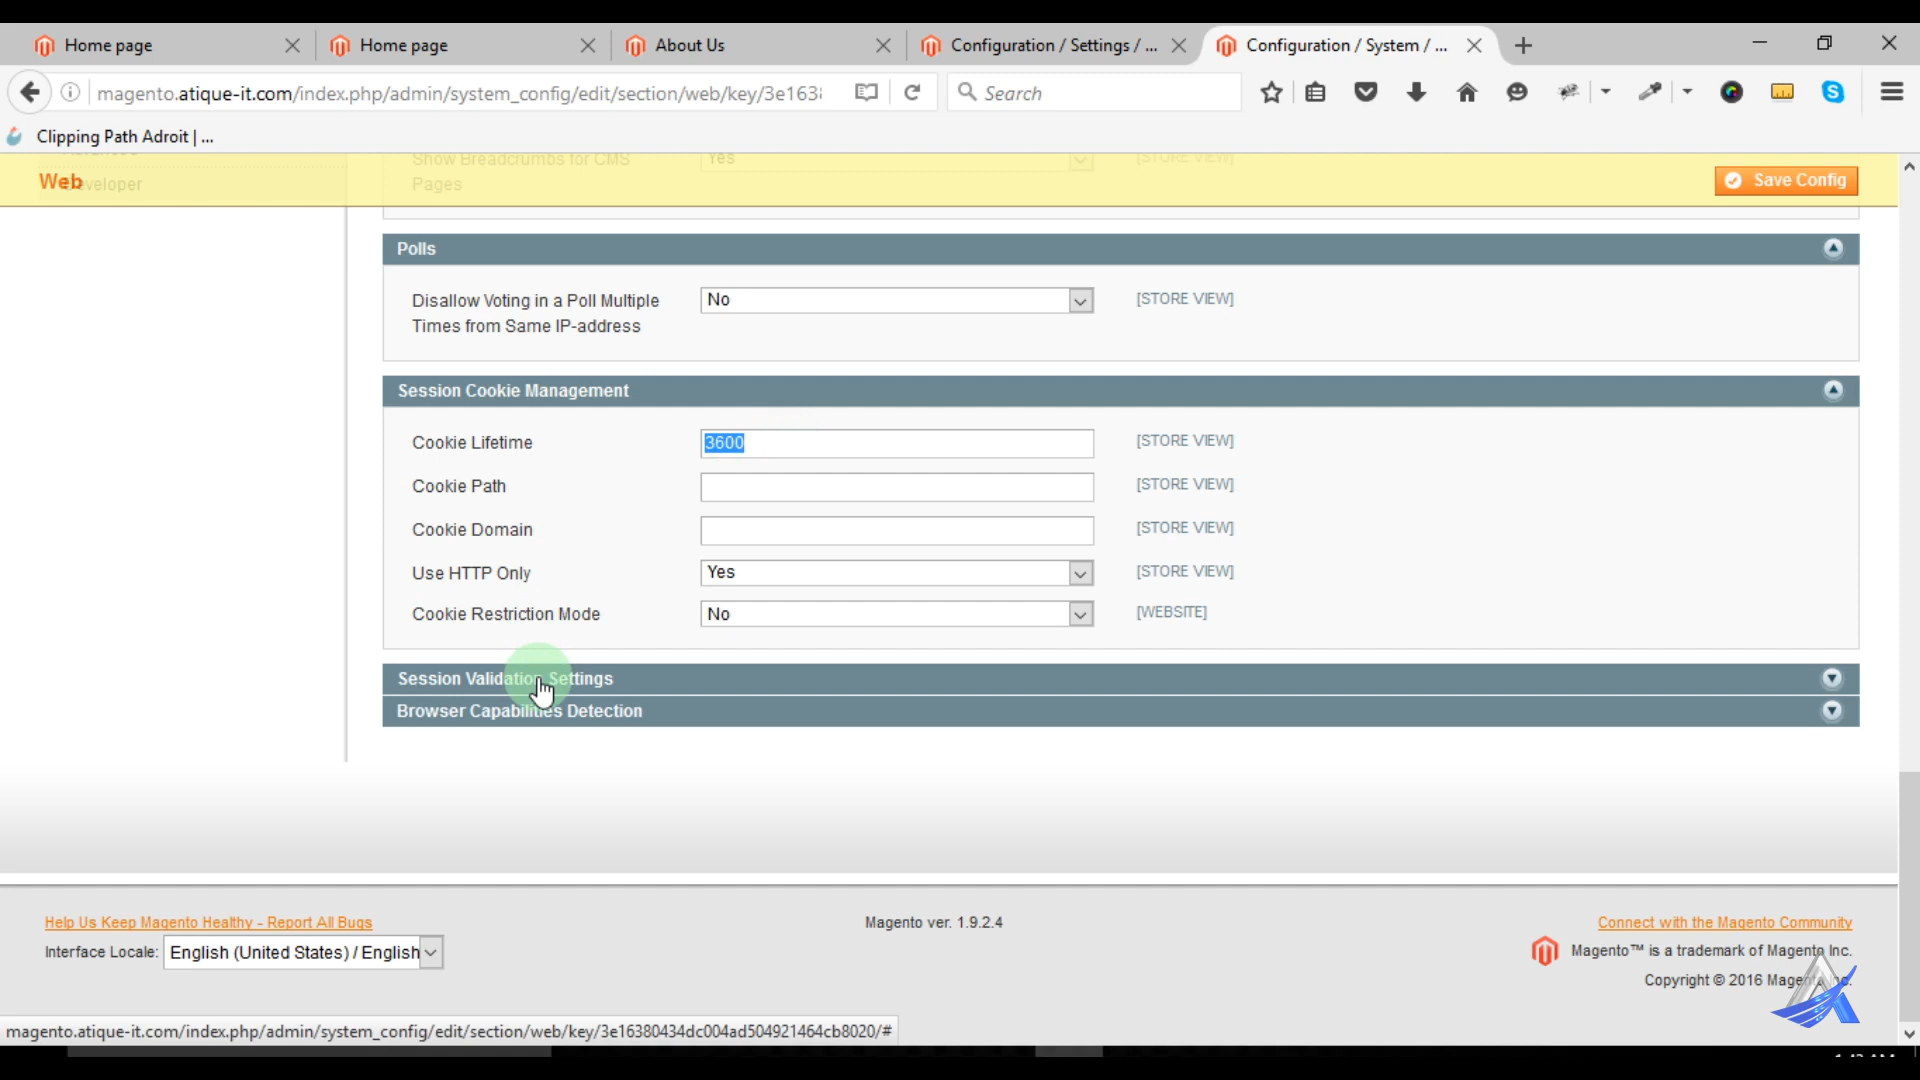 Home page
Home page
About Us
Configuration / Settings / ...
Configuration / System / ...
magento.atique-it.com/index.php/admin/system_config/edit/section/web/key/3e163
Search
Clipping Path Adroit | ...
Show Breadcrumbs for CMS Pages
Yes
[STORE VIEW]
Web
Developer
Save Config
Polls
Disallow Voting in a Poll Multiple
Times from Same IP-address
No
[STORE VIEW]
Session Cookie Management
Cookie Lifetime
3600
[STORE VIEW]
Cookie Path
[STORE VIEW]
Cookie Domain
[STORE VIEW]
Use HTTP Only
Yes
[STORE VIEW]
Cookie Restriction Mode
No
[WEBSITE]
Session Validation Settings
Browser Capabilities Detection
Help Us Keep Magento Healthy - Report All Bugs
Magento ver. 1.9.2.4
Connect with the Magento Community
Interface Locale: English (United States) / English
Magento™ is a trademark of Magento Inc.
Copyright © 2016 Magento Inc.
magento.atique-it.com/index.php/admin/system_config/edit/section/web/key/3e16380434dc004ad504921464cb8020/#